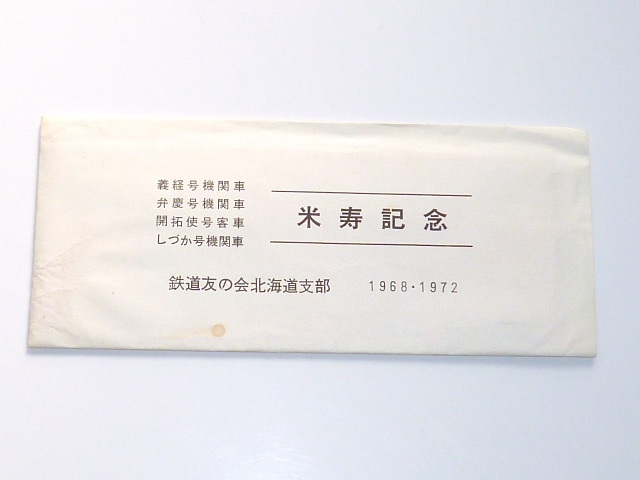 義経号機関車
弁慶号機関車
開拓使号客車
しづか号機関車
米寿記念
鉄道友の会北海道支部 1968・1972